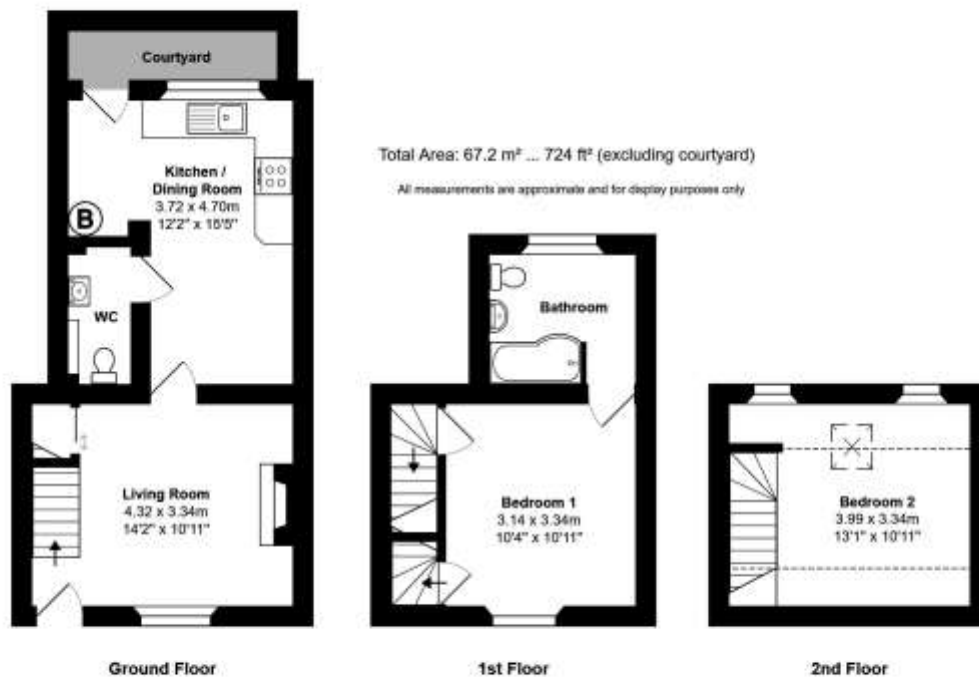 Courtyard
Kitchen /
Dining Room
3.72 x 4.70m
12'2" x 15'5"
B
WC
Living Room
4.32 x 3.34m
14'2" x 10'11"
Ground Floor
Total Area: 67.2 m² ... 724 ft² (excluding courtyard)
All measurements are approximate and for display purposes only
Bathroom
Bedroom 1
3.14 x 3.34m
10'4" x 10'11"
1st Floor
Bedroom 2
3.99 x 3.34m
13'1" x 10'11"
2nd Floor